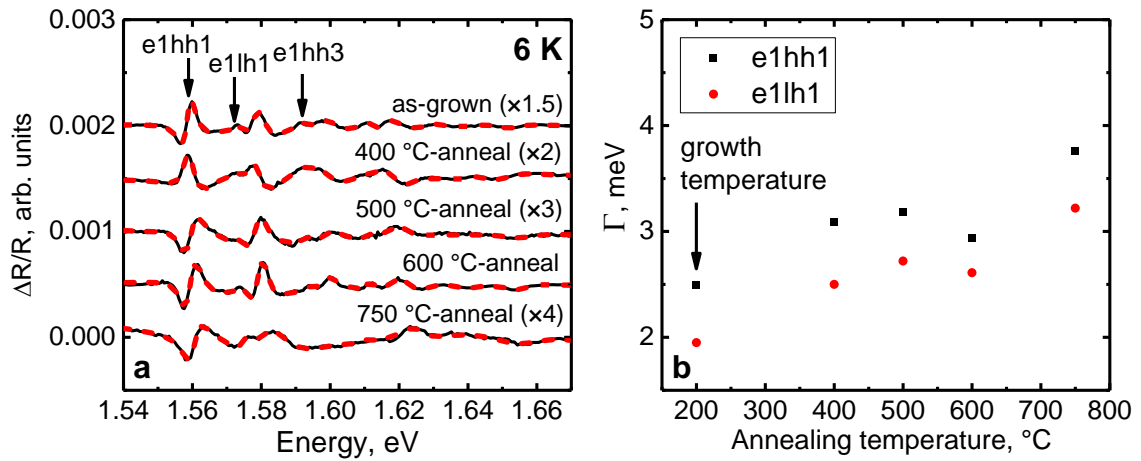 e1hh1
e1lh1
e1hh3
6 K
as-grown (×1.5)
400 °C-anneal (×2)
500 °C-anneal (×3)
600 °C-anneal
750 °C-anneal (×4)
0.003
0.002
0.001
0.000
ΔR/R, arb. units
a
1.54 1.56 1.58 1.60 1.62 1.64 1.66
Energy, eV
e1hh1
e1lh1
growth
temperature
5
4
3
2
Γ, meV
b
200 300 400 500 600 700 800
Annealing temperature, °C